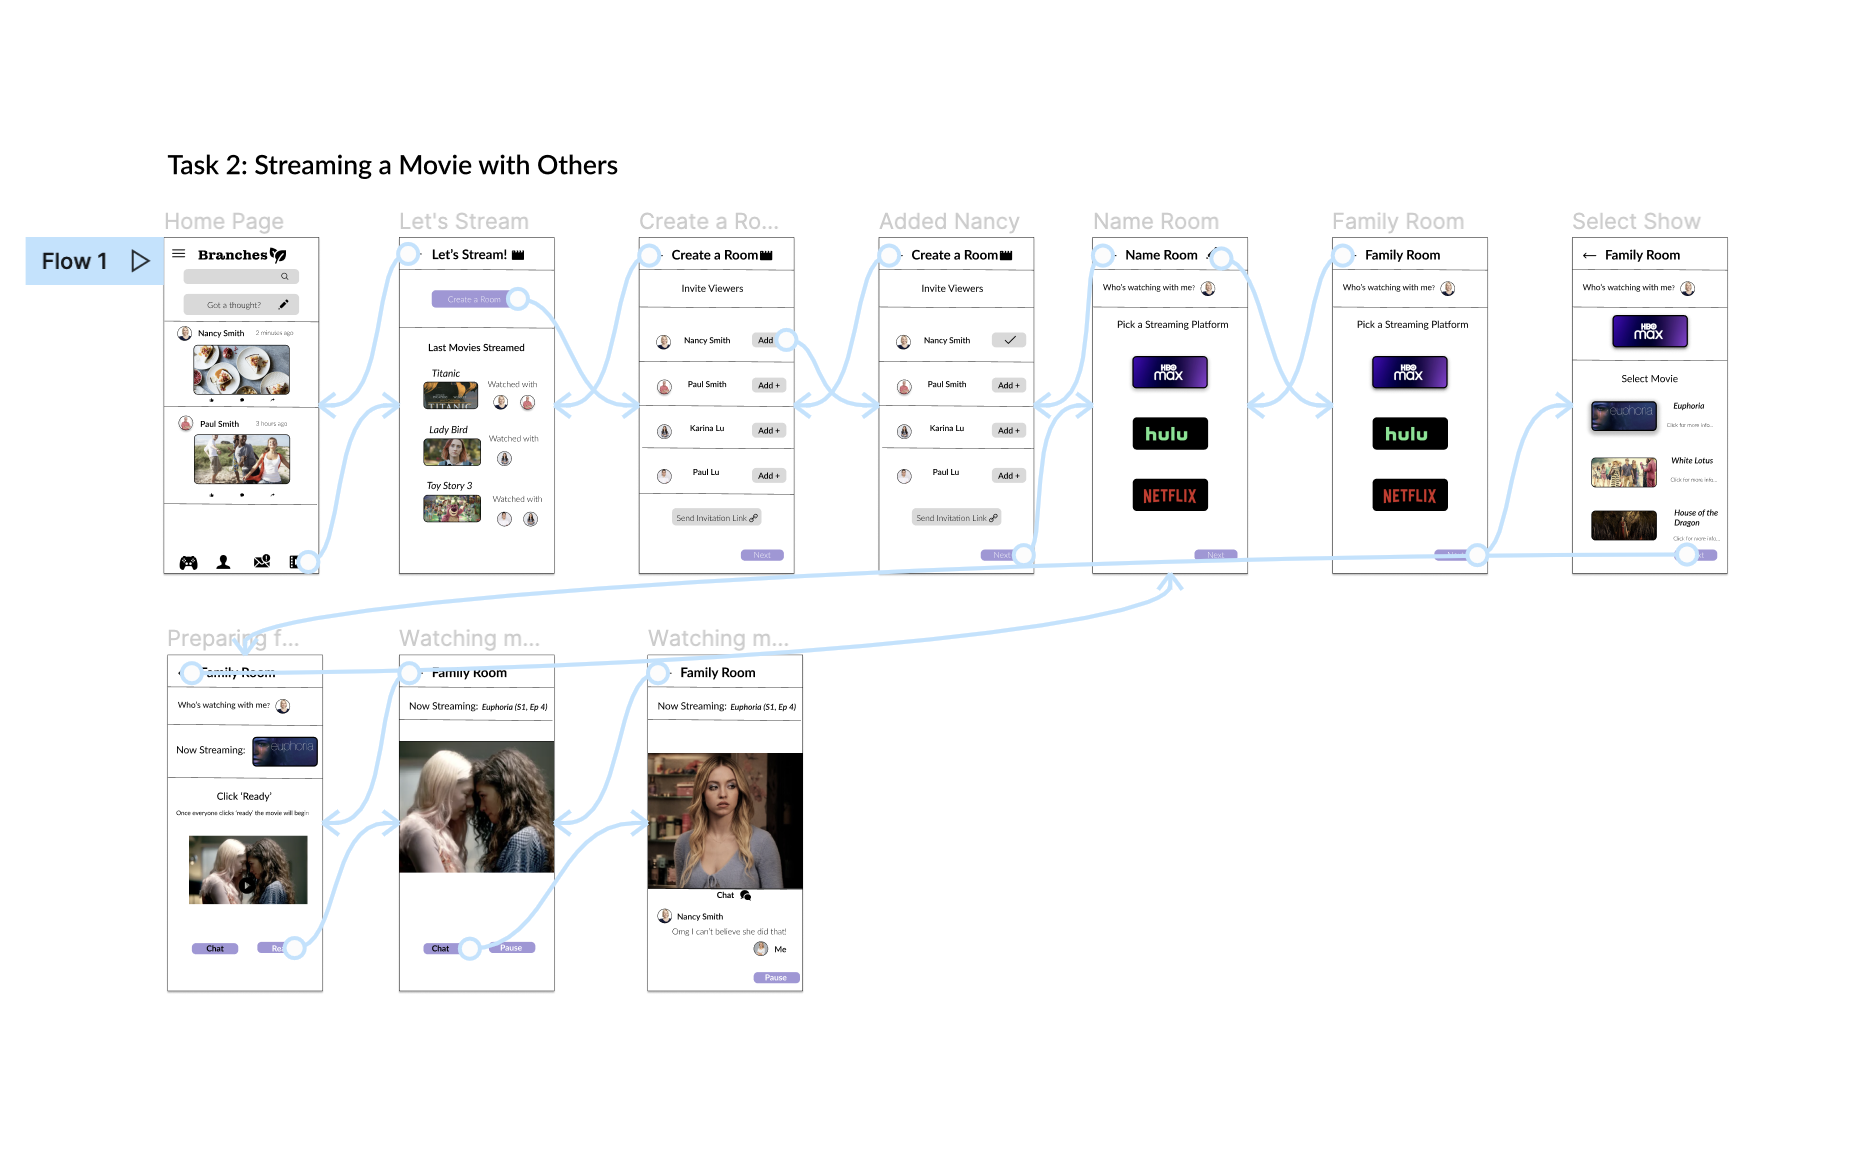 Task 2: Streaming a Movie with Others
Flow 1
Home Page
Branches
Got a thought?
Nancy Smith
2 minutes ago
Paul Smith
3 hours ago
Let's Stream
Let's Stream!
Create a Room
Last Movies Streamed
Titanic
Watched with
TITANIC
Lady Bird
Watched with
Toy Story 3
Watched with
Create a Ro...
Create a Room
Invite Viewers
Nancy Smith
Add
Paul Smith
Add +
Karina Lu
Add +
Paul Lu
Add +
Send Invitation Link
Next
Added Nancy
Create a Room
Invite Viewers
Nancy Smith
Paul Smith
Add +
Karina Lu
Add +
Paul Lu
Add +
Send Invitation Link
Next
Name Room
Name Room
Who's watching with me?
Pick a Streaming Platform
HBO
max
hulu
NETFLIX
Next
Family Room
Family Room
Who's watching with me?
Pick a Streaming Platform
HBO
max
hulu
NETFLIX
Select Show
Family Room
Who's watching with me?
HBO
max
Select Movie
euphoria
Euphoria
Click for more info...
White Lotus
Click for more info...
House of the
Dragon
Click for more info...
Preparing f...
Family Room
Who's watching with me?
Now Streaming:
euphoria
Click 'Ready'
Once everyone clicks 'ready' the movie will begin
Chat
Watching m...
Family Room
Now Streaming: Euphoria (S1, Ep 4)
Chat
Pause
Watching m...
Family Room
Now Streaming: Euphoria (S1, Ep 4)
Chat
Nancy Smith
Omg I can't believe she did that!
Me
Pause